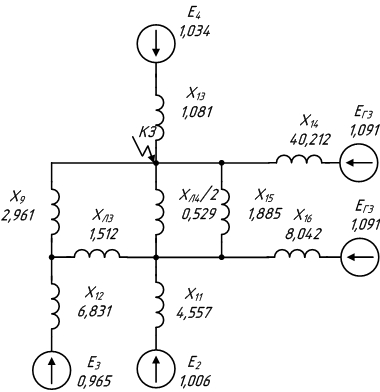 E4
1,034
X13
1,081
КЗ
X14
40,212
EГ3
1,091
X9
2,961
XЛ3
1,512
XЛ4/2
0,529
X15
1,885
X16
8,042
EГ3
1,091
X12
6,831
X11
4,557
E3
0,965
E2
1,006